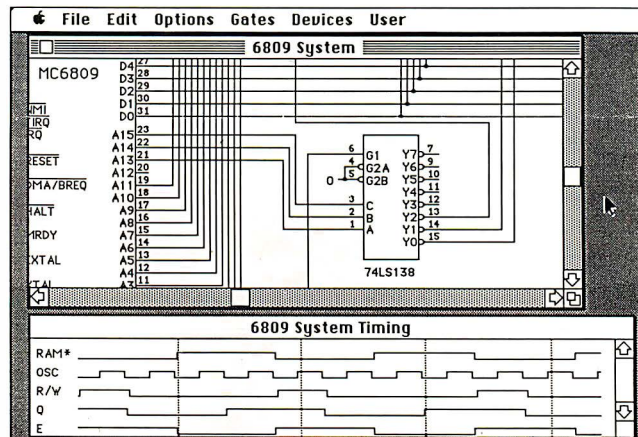 File Edit Options Gates Devices User
6809 System
MC6809
D4 27
D3 28
D2 29
D1 30
D0 31
NMI
FIRQ
RQ
A15 23
A14 22
A13 21
RESET A12 20
DMA/BREQ A11 19
A10 18
HALT A9 17
A8 16
MRDY A7 15
A6 14
EXTAL A5 13
A4 12
XTAL A3 11
6 G1 Y7 7
4 G2A Y6 9
0 5 G2B Y5 10
Y4 11
3 C Y3 12
2 B Y2 13
1 A Y1 14
Y0 15
74LS138
6809 System Timing
RAM*
OSC
R/W
Q
E